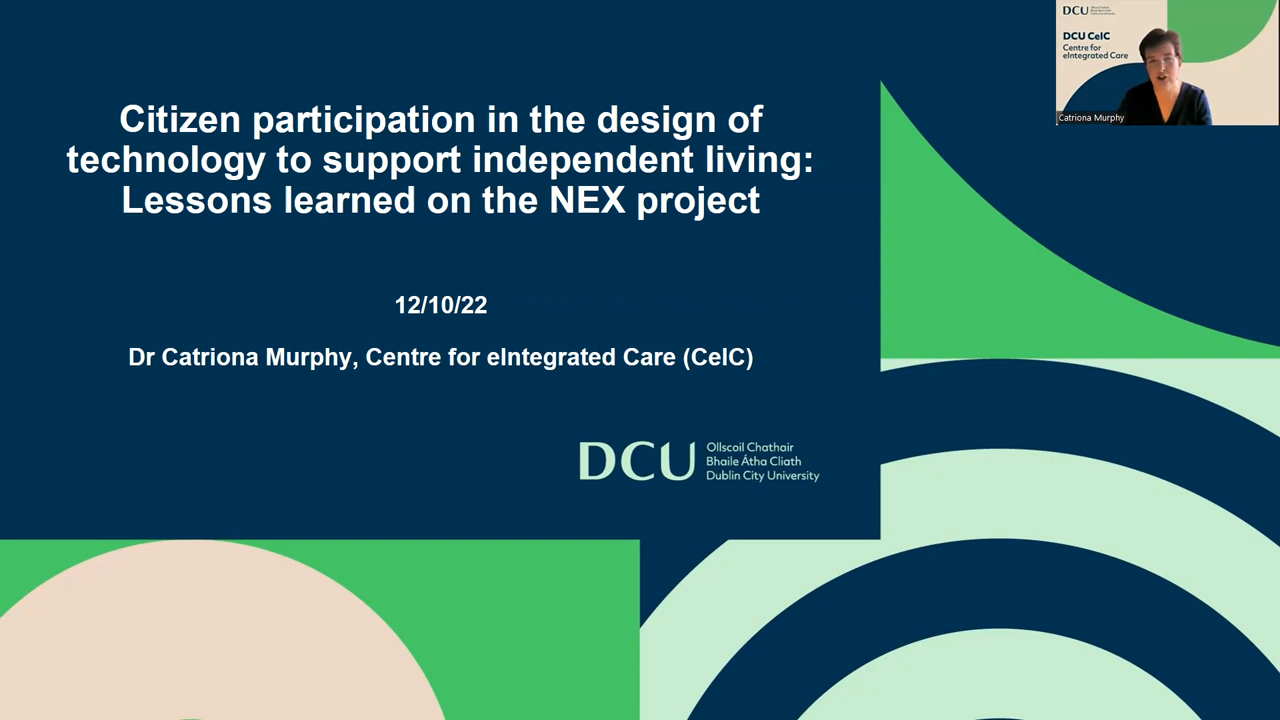 Citizen participation in the design of
technology to support independent living:
Lessons learned on the NEX project
12/10/22
Dr Catriona Murphy, Centre for eIntegrated Care (CeIC)
DCU
Ollscoil Chathair
Bhaile Átha Cliath
Dublin City University
DCU
DCU CeIC
Centre for
eIntegrated Care
Catriona Murphy